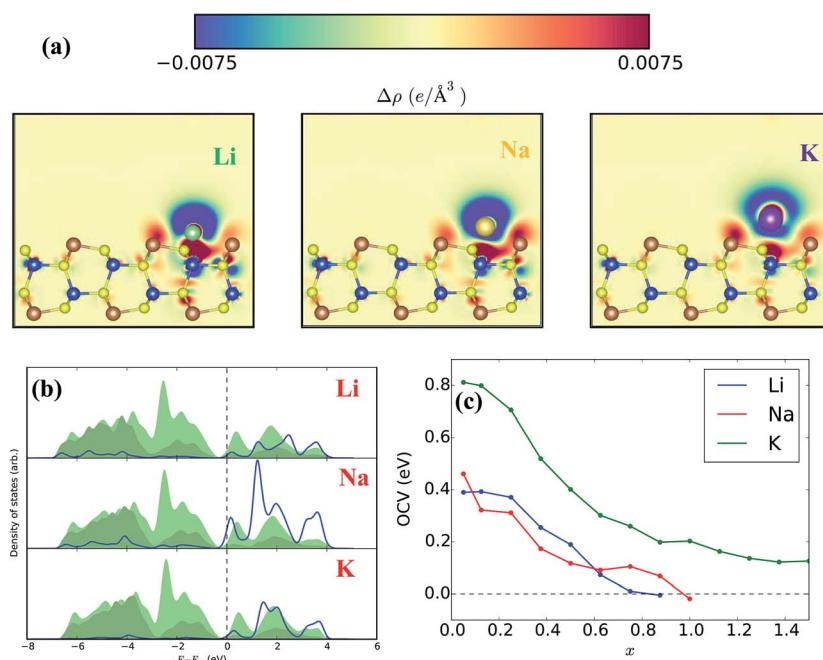 (a)
−0.0075 0.0075
Δρ (e/Å³)
Li Na K
(b)
Li
Na
K
Density of states (arb.)
−8 −6 −4 −2 0 2 4 6
(eV)
(c)
Li
Na
K
OCV (eV)
0.8
0.6
0.4
0.2
0.0
0.0 0.2 0.4 0.6 0.8 1.0 1.2 1.4
x